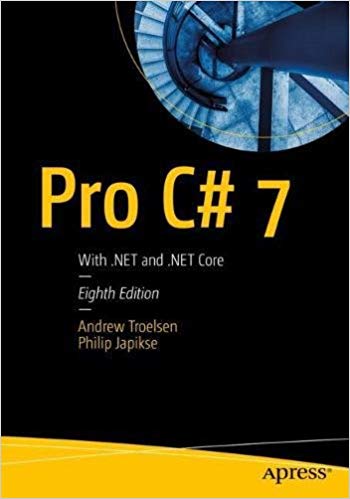 Pro C# 7
With .NET and .NET Core
Eighth Edition
Andrew Troelsen
Philip Japikse
Apress®